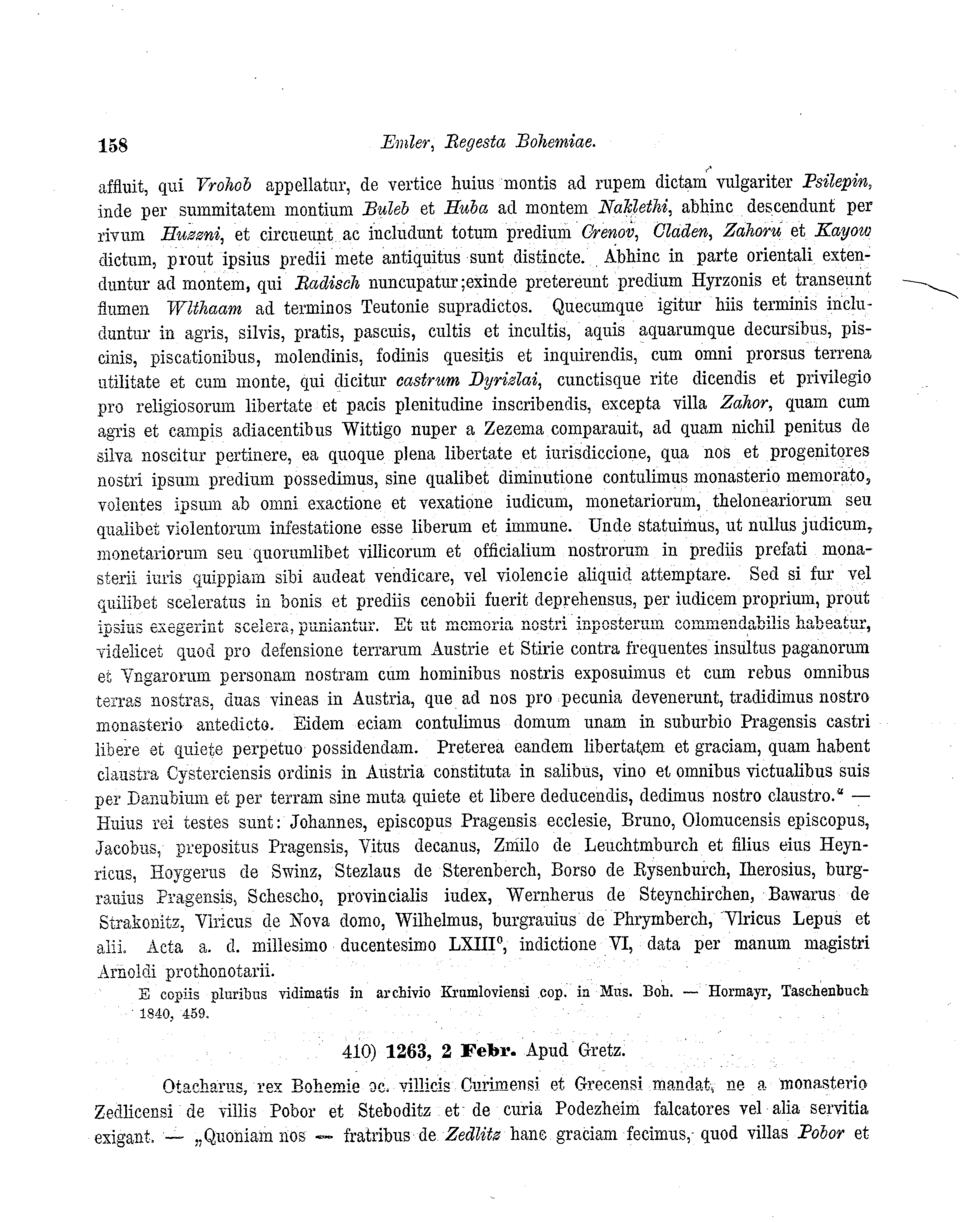 158 Emler, Regesta Bohemiae.
affluit, qui Vrohob appellatur, de vertice huius montis ad rupem dictam vulgariter Psilepin,
inde per summitatem montium Buleb et Huba ad montem Naklethi, abhinc descendunt per
rivum Huzzni, et circueunt ac includunt totum predium Crenov, Claden, Zahorú et Kayow
dictum, prout ipsius predii mete antiquitus sunt distincte. Abhinc in parte orientali exten-
duntur ad montem, qui Radisch nuncupatur; exinde pretereunt predium Hyrzonis et transeunt
flumen Wlthaam ad terminos Teutonie supradictos. Quecumque igitur hiis terminis inclu-
duntur in agris, silvis, pratis, pascuis, cultis et incultis, aquis aquarumque decursibus, pis-
cinis, piscationibus, molendinis, fodinis quesitis et inquirendis, cum omni prorsus terrena
utilitate et cum monte, qui dicitur castrum Dyrizlai, cunctisque rite dicendis et privilegio
pro religiosorum libertate et pacis plenitudine inscribendis, excepta villa Zahor, quam cum
agris et campis adiacentibus Wittigo nuper a Zezema comparauit, ad quam nichil penitus de
silva noscitur pertinere, ea quoque plena libertate et iurisdiccione, qua nos et progenitores
nostri ipsum predium possedimus, sine qualibet diminutione contulimus monasterio memorato,
volentes ipsum ab omni exactione et vexatione iudicum, monetariorum, theloneariorum seu
qualibet violentorum infestatione esse liberum et immune. Unde statuimus, ut nullus judicum,
monetariorum seu quorumlibet villicorum et officialium nostrorum in prediis prefati mona-
sterii iuris quippiam sibi audeat vendicare, vel violencie aliquid attemptare. Sed si fur vel
quilibet sceleratus in bonis et prediis cenobii fuerit deprehensus, per iudicem proprium, prout
ipsius exegerint scelera, puniantur. Et ut memoria nostri inposterum commendabilis habeatur,
videlicet quod pro defensione terrarum Austrie et Stirie contra frequentes insultus paganorum
et Vngarorum personam nostram cum hominibus nostris exposuimus et cum rebus omnibus
terras nostras, duas vineas in Austria, que ad nos pro pecunia devenerunt, tradidimus nostro
monasterio antedicto. Eidem eciam contulimus domum unam in suburbio Pragensis castri
libere et quiete perpetuo possidendam. Preterea eandem libertatem et graciam, quam habent
claustra Cysterciensis ordinis in Austria constituta in salibus, vino et omnibus victualibus suis
per Danubium et per terram sine muta quiete et libere deducendis, dedimus nostro claustro.“ —
Huius rei testes sunt: Johannes, episcopus Pragensis ecclesie, Bruno, Olomucensis episcopus,
Jacobus, prepositus Pragensis, Vitus decanus, Zmilo de Leuchtmburch et filius eius Heyn-
ricus, Hoygerus de Swinz, Stezlaus de Sterenberch, Borso de Rysenburch, Iherosius, burg-
rauius Pragensis, Schescho, provincialis iudex, Wernherus de Steynchirchen, Bawarus de
Strakonitz, Vlricus de Nova domo, Wilhelmus, burgrauius de Phrymberch, Vlricus Lepus et
alii. Acta a. d. millesimo ducentesimo LXIII⁰, indictione VI, data per manum magistri
Arnoldi prothonotarii.
E copiis pluribus vidimatis in archivio Krumloviensi cop. in Mus. Boh. — Hormayr, Taschenbuch
1840, 459.
410) 1263, 2 Febr. Apud Gretz.
Otacharus, rex Bohemie ɔc. villicis Curimensi et Grecensi mandat, ne a monasterio
Zedlicensi de villis Pobor et Steboditz et de curia Podezheim falcatores vel alia servitia
exigant. — „Quoniam nos — fratribus de Zedlitz hanc graciam fecimus, quod villas Pobor et